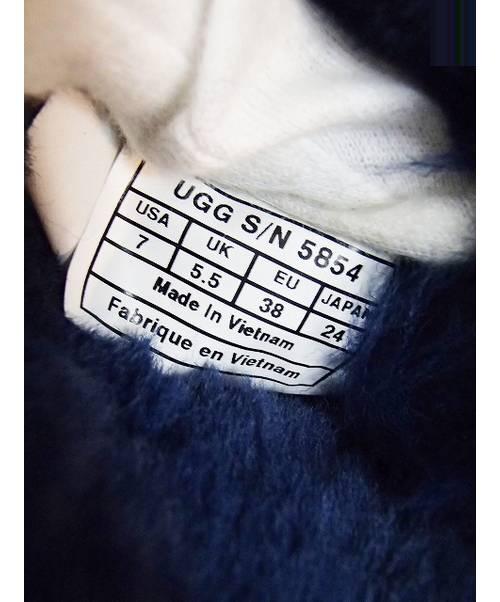 UGG S/N 5854
USA UK EU JAPAN
7 5.5 38 24
Made In Vietnam
Fabrique en Vietnam